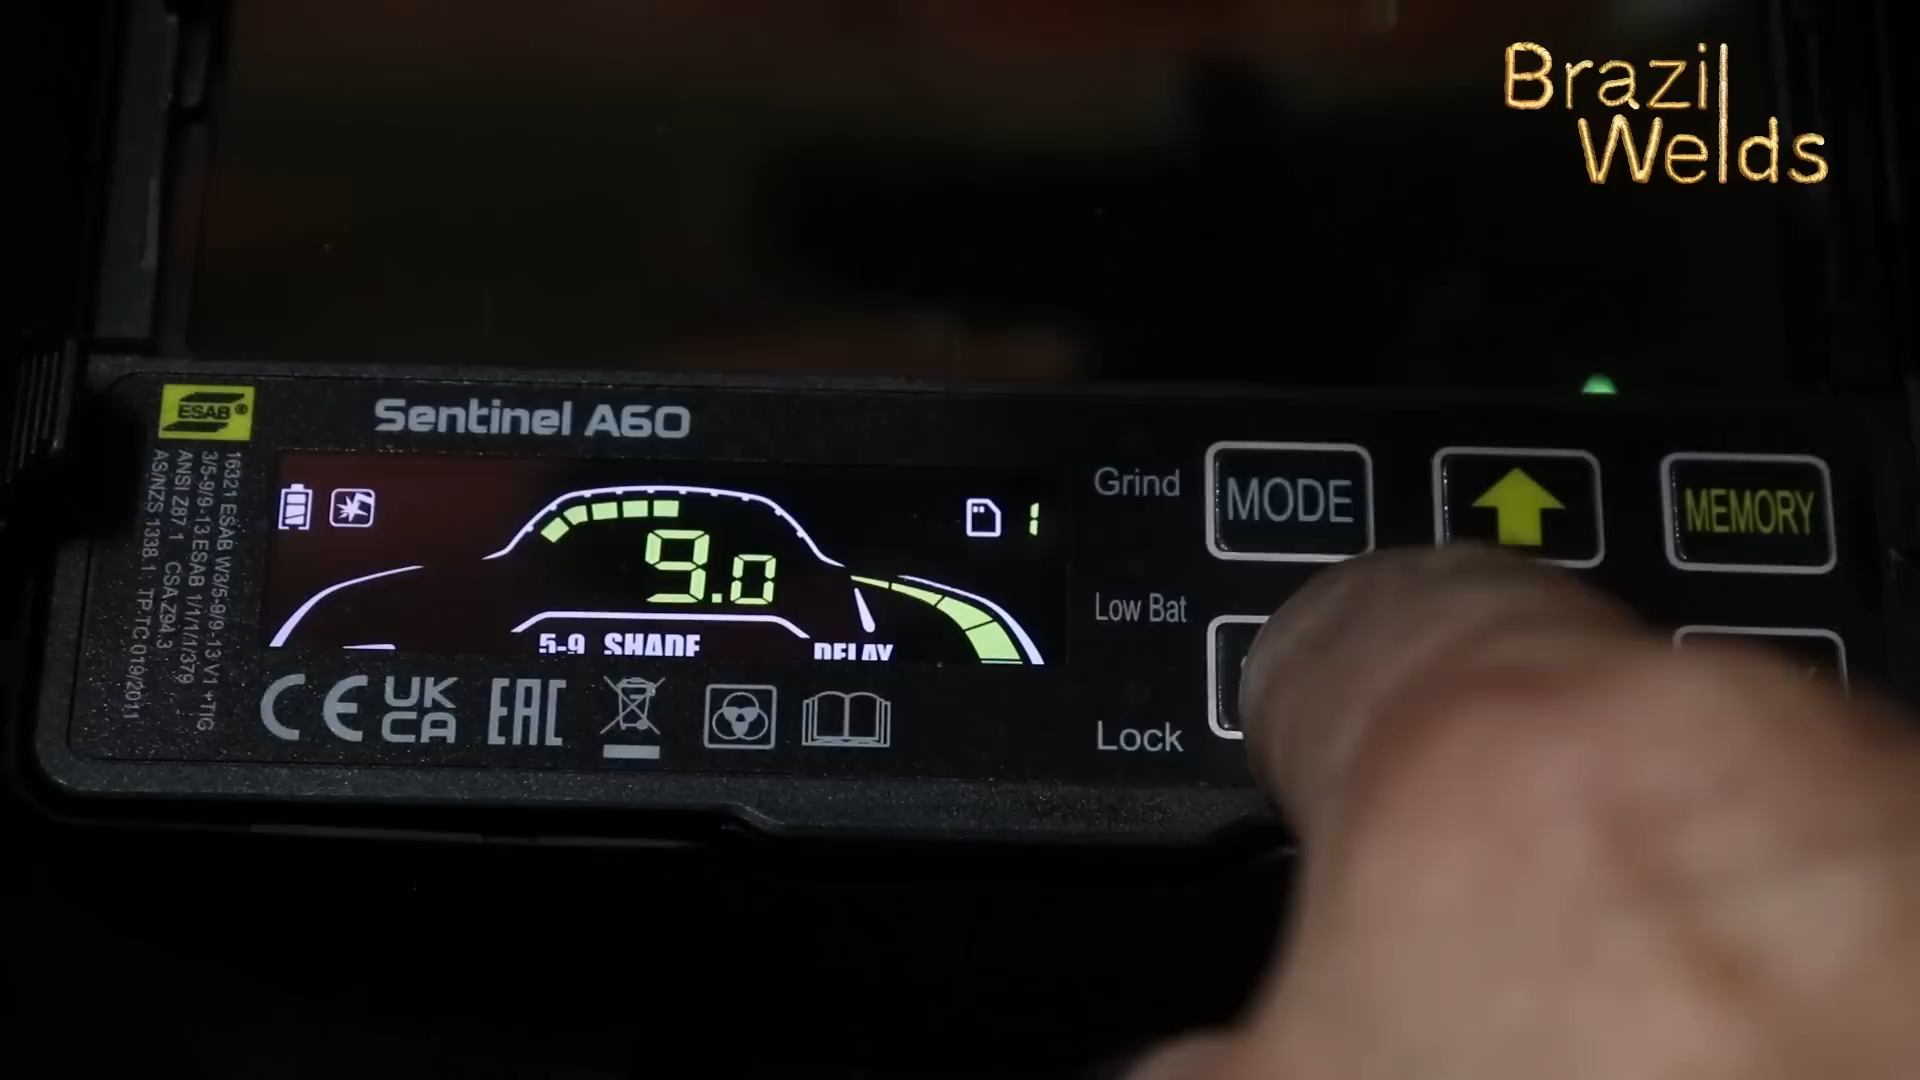 Brazil
Welds
ESAB®
Sentinel A60
16321 ESAB W3/5-9/9-13 V1 +TIG
3/5-9/9-13 ESAB 1/1/1/1/379
ANSI Z87.1 CSA Z94.3
AS/NZS 1338.1 TP TC 019/2011
1
9.0
5-9 SHADE
DELAY
CE UK
CA EAC
Grind
Low Bat
Lock
MODE
MEMORY